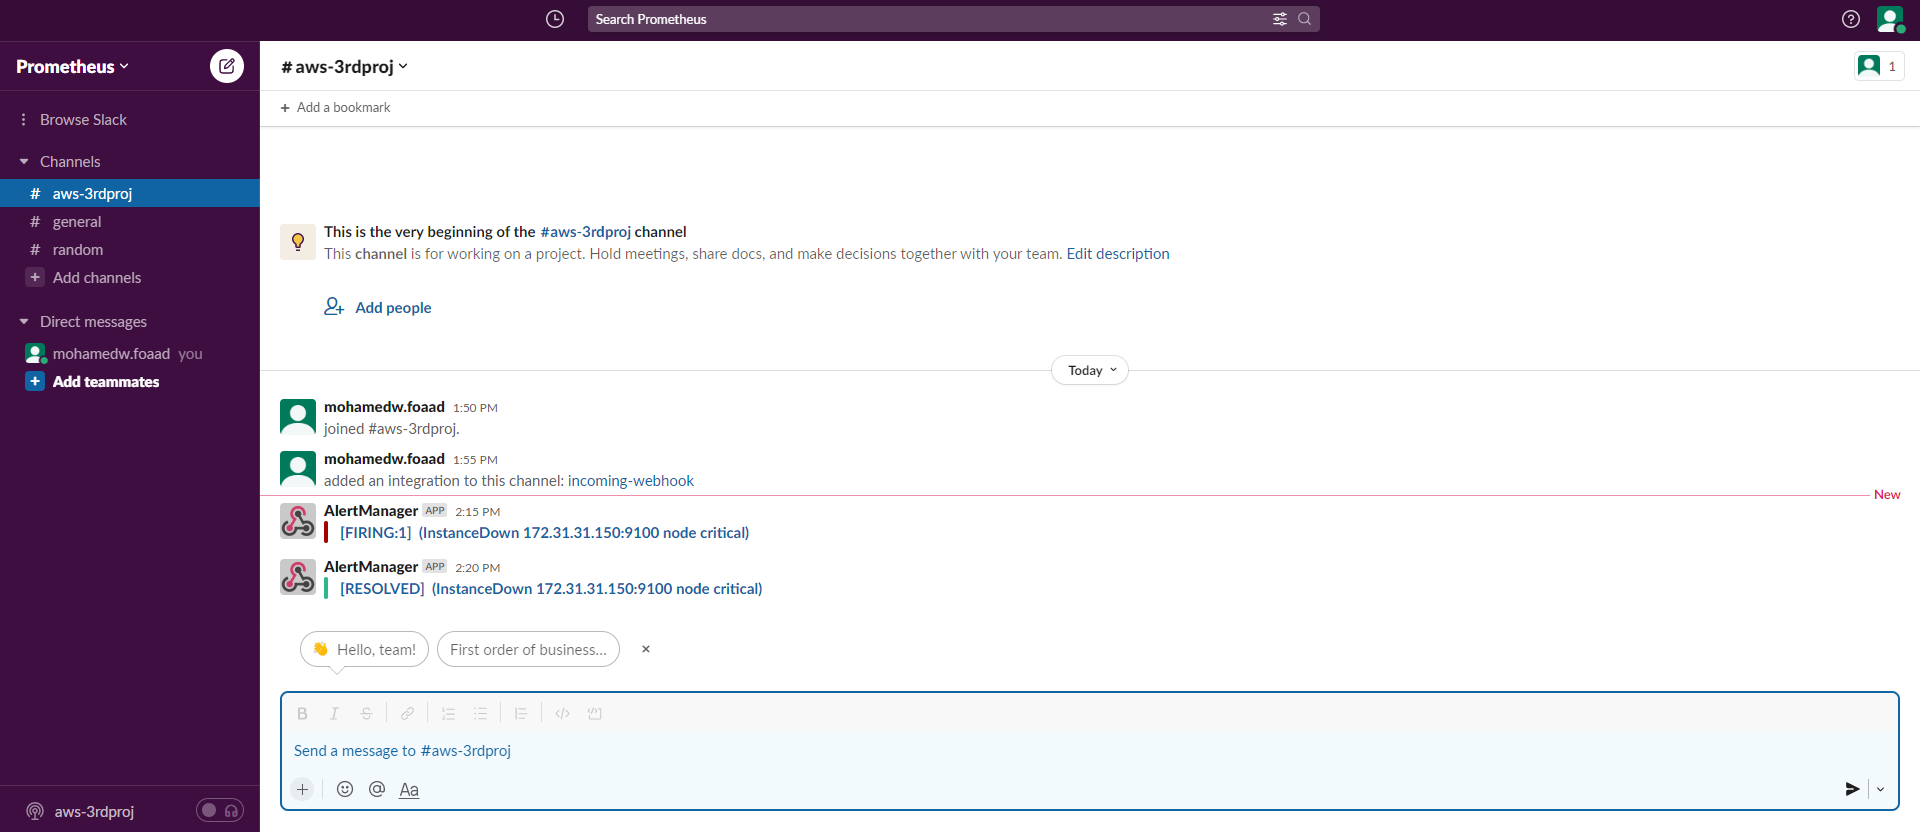 Search Prometheus
Prometheus
Browse Slack
Channels
# aws-3rdproj
# general
# random
+ Add channels
Direct messages
mohamedw.foaad you
+ Add teammates
aws-3rdproj
# aws-3rdproj
1
+ Add a bookmark
This is the very beginning of the #aws-3rdproj channel
This channel is for working on a project. Hold meetings, share docs, and make decisions together with your team. Edit description
Add people
Today
mohamedw.foaad 1:50 PM
joined #aws-3rdproj.
mohamedw.foaad 1:55 PM
added an integration to this channel: incoming-webhook
New
AlertManager APP 2:15 PM
[FIRING:1] (InstanceDown 172.31.31.150:9100 node critical)
AlertManager APP 2:20 PM
[RESOLVED] (InstanceDown 172.31.31.150:9100 node critical)
👋 Hello, team!
First order of business...
×
B I S
Send a message to #aws-3rdproj
+ @ Aa